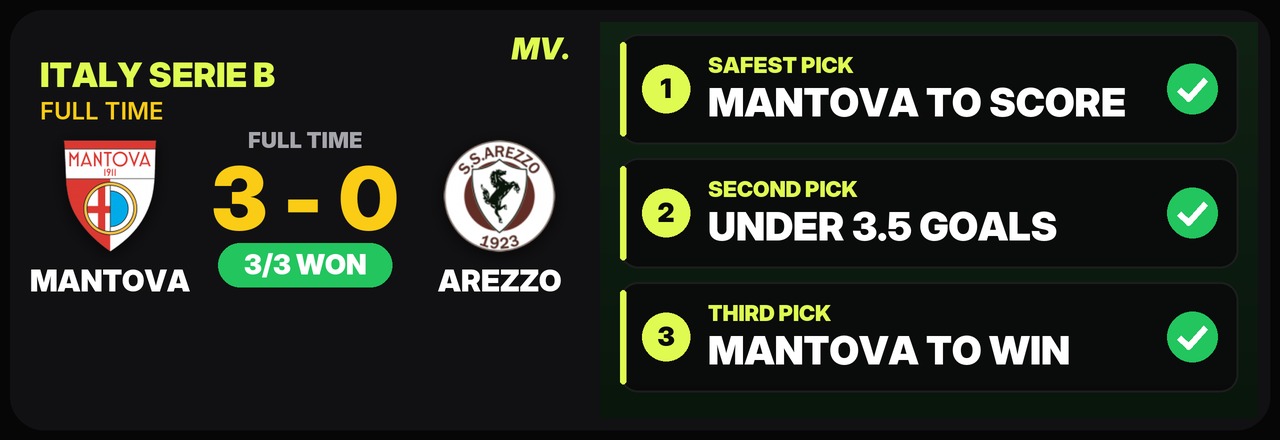 MV.
ITALY SERIE B
FULL TIME
FULL TIME
MANTOVA
1911
3 - 0
S.S.AREZZO
1923
3/3 WON
MANTOVA
AREZZO
1
SAFEST PICK
MANTOVA TO SCORE
2
SECOND PICK
UNDER 3.5 GOALS
3
THIRD PICK
MANTOVA TO WIN